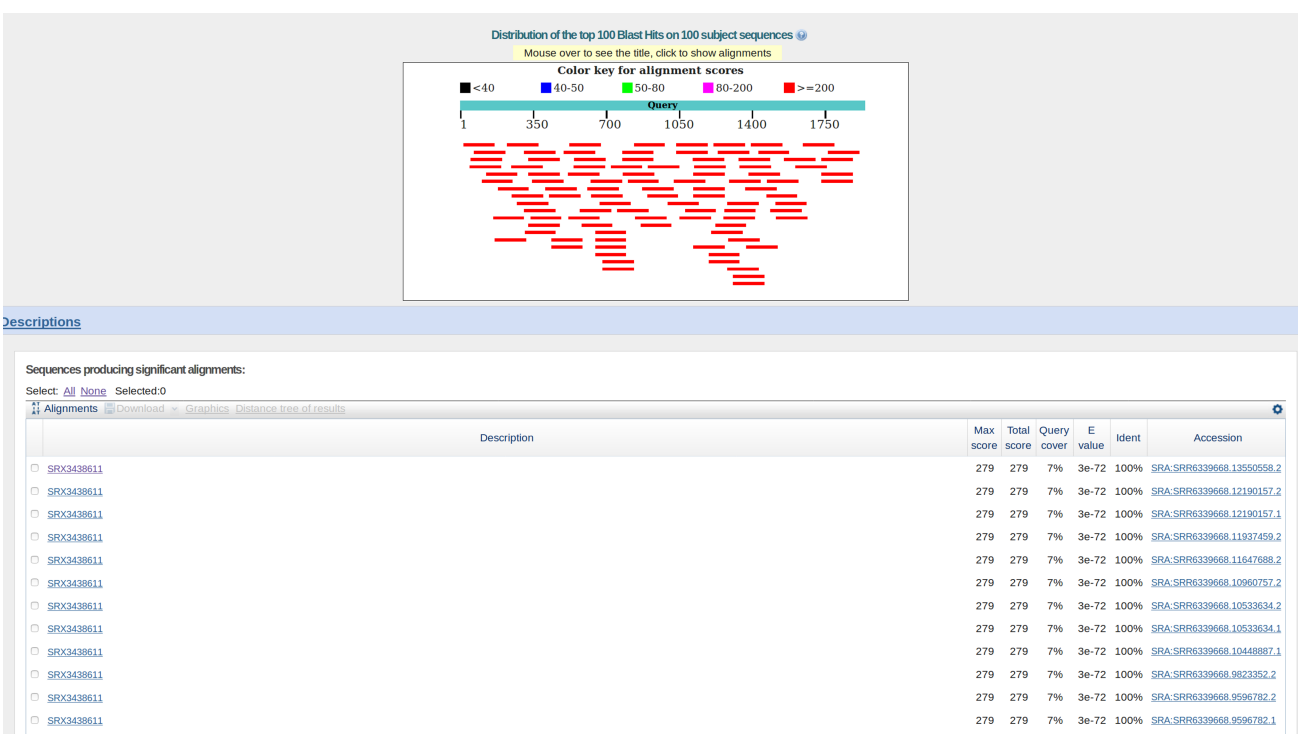 Distribution of the top 100 Blast Hits on 100 subject sequences
Mouse over to see the title, click to show alignments
Color key for alignment scores
<40 40-50 50-80 80-200 >=200
Query
1 350 700 1050 1400 1750
Descriptions
Sequences producing significant alignments:
Select: All None Selected:0
Alignments Download Graphics Distance tree of results
Description Max score Total score Query cover E value Ident Accession
SRX3438611 279 279 7% 3e-72 100% SRA:SRR6339668.13550558.2
SRX3438611 279 279 7% 3e-72 100% SRA:SRR6339668.12190157.2
SRX3438611 279 279 7% 3e-72 100% SRA:SRR6339668.12190157.1
SRX3438611 279 279 7% 3e-72 100% SRA:SRR6339668.11937459.2
SRX3438611 279 279 7% 3e-72 100% SRA:SRR6339668.11647688.2
SRX3438611 279 279 7% 3e-72 100% SRA:SRR6339668.10960757.2
SRX3438611 279 279 7% 3e-72 100% SRA:SRR6339668.10533634.2
SRX3438611 279 279 7% 3e-72 100% SRA:SRR6339668.10533634.1
SRX3438611 279 279 7% 3e-72 100% SRA:SRR6339668.10448887.1
SRX3438611 279 279 7% 3e-72 100% SRA:SRR6339668.9823352.2
SRX3438611 279 279 7% 3e-72 100% SRA:SRR6339668.9596782.2
SRX3438611 279 279 7% 3e-72 100% SRA:SRR6339668.9596782.1